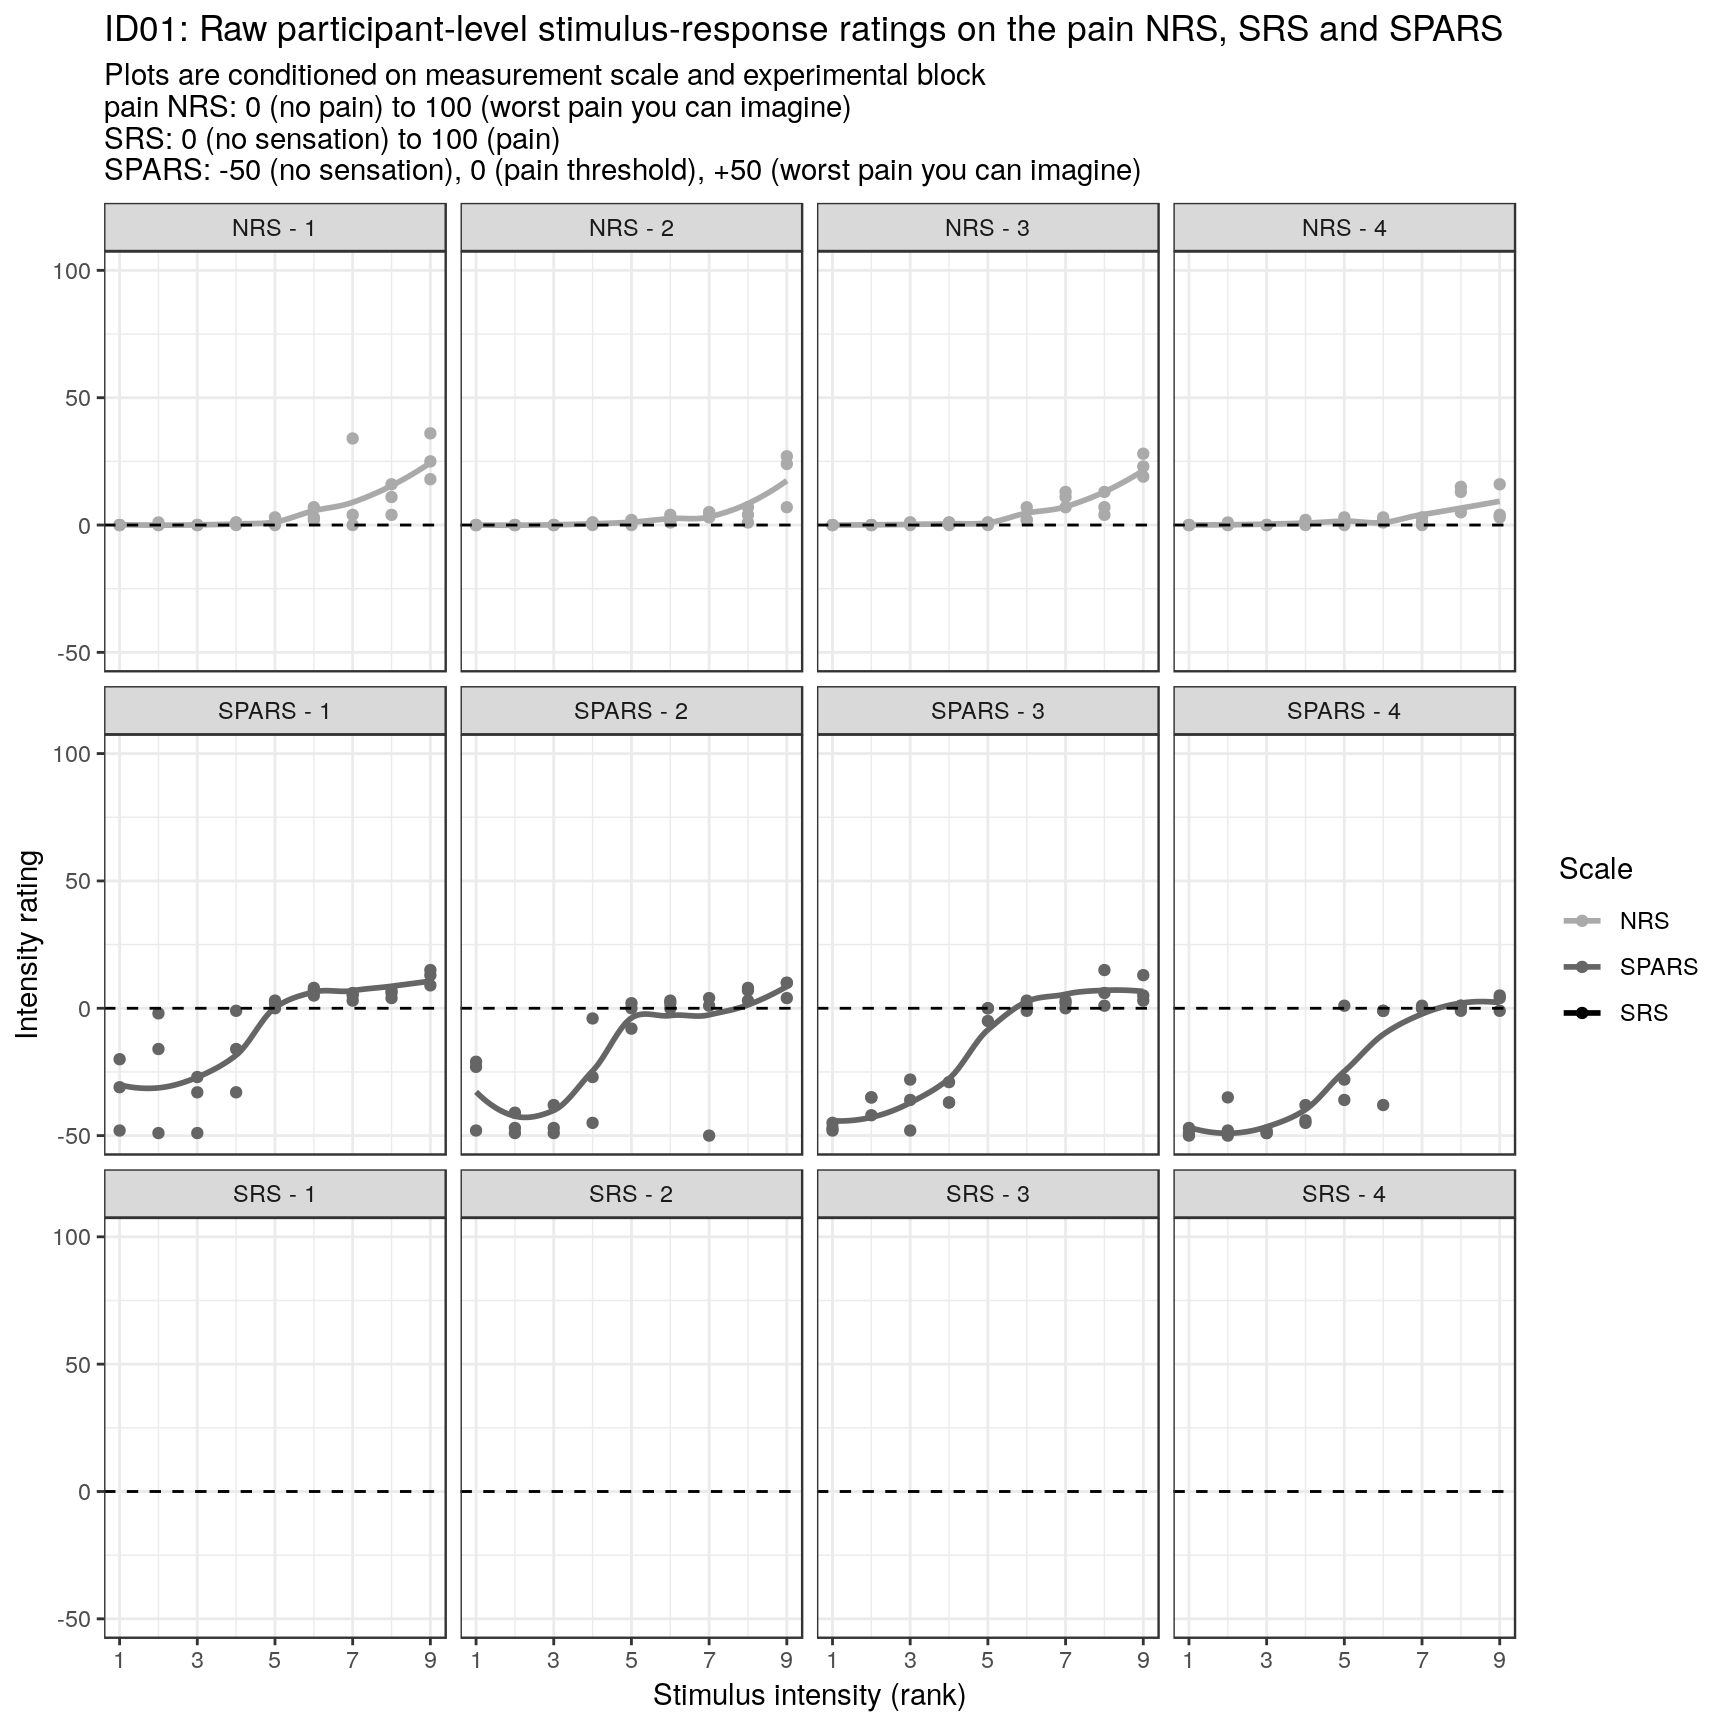 ID01: Raw participant-level stimulus-response ratings on the pain NRS, SRS and SPARS
Plots are conditioned on measurement scale and experimental block
pain NRS: 0 (no pain) to 100 (worst pain you can imagine)
SRS: 0 (no sensation) to 100 (pain)
SPARS: -50 (no sensation), 0 (pain threshold), +50 (worst pain you can imagine)
NRS - 1 NRS - 2 NRS - 3 NRS - 4
100
50
0
-50
SPARS - 1 SPARS - 2 SPARS - 3 SPARS - 4
100
50
0
-50
SRS - 1 SRS - 2 SRS - 3 SRS - 4
100
50
0
-50
1 3 5 7 9 1 3 5 7 9 1 3 5 7 9 1 3 5 7 9
Stimulus intensity (rank)
Intensity rating
Scale
NRS
SPARS
SRS